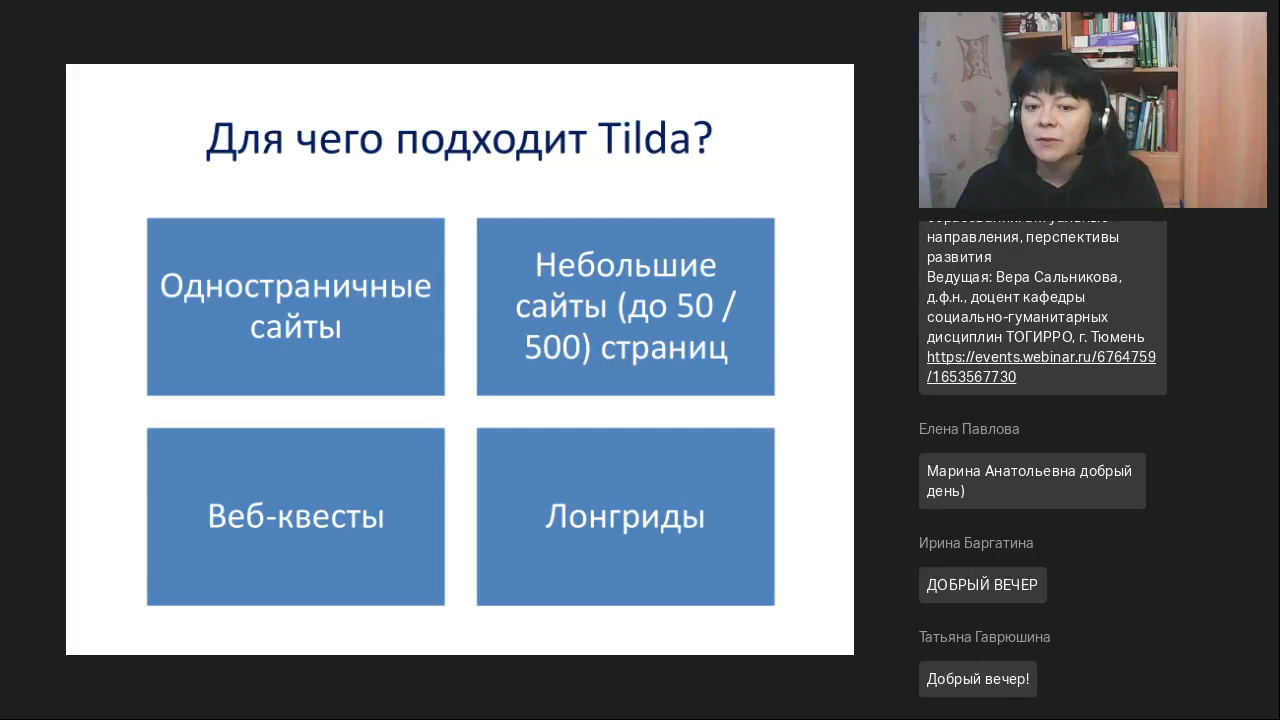 Для чего подходит Tilda?
Одностраничные
сайты
Небольшие
сайты (до 50 /
500) страниц
Веб-квесты
Лонгриды
направления, перспективы
развития
Ведущая: Вера Сальникова,
д.ф.н., доцент кафедры
социально-гуманитарных
дисциплин ТОГИРРО, г. Тюмень
https://events.webinar.ru/6764759
/1653567730
Елена Павлова
Марина Анатольевна добрый
день)
Ирина Баргатина
ДОБРЫЙ ВЕЧЕР
Татьяна Гаврюшина
Добрый вечер!